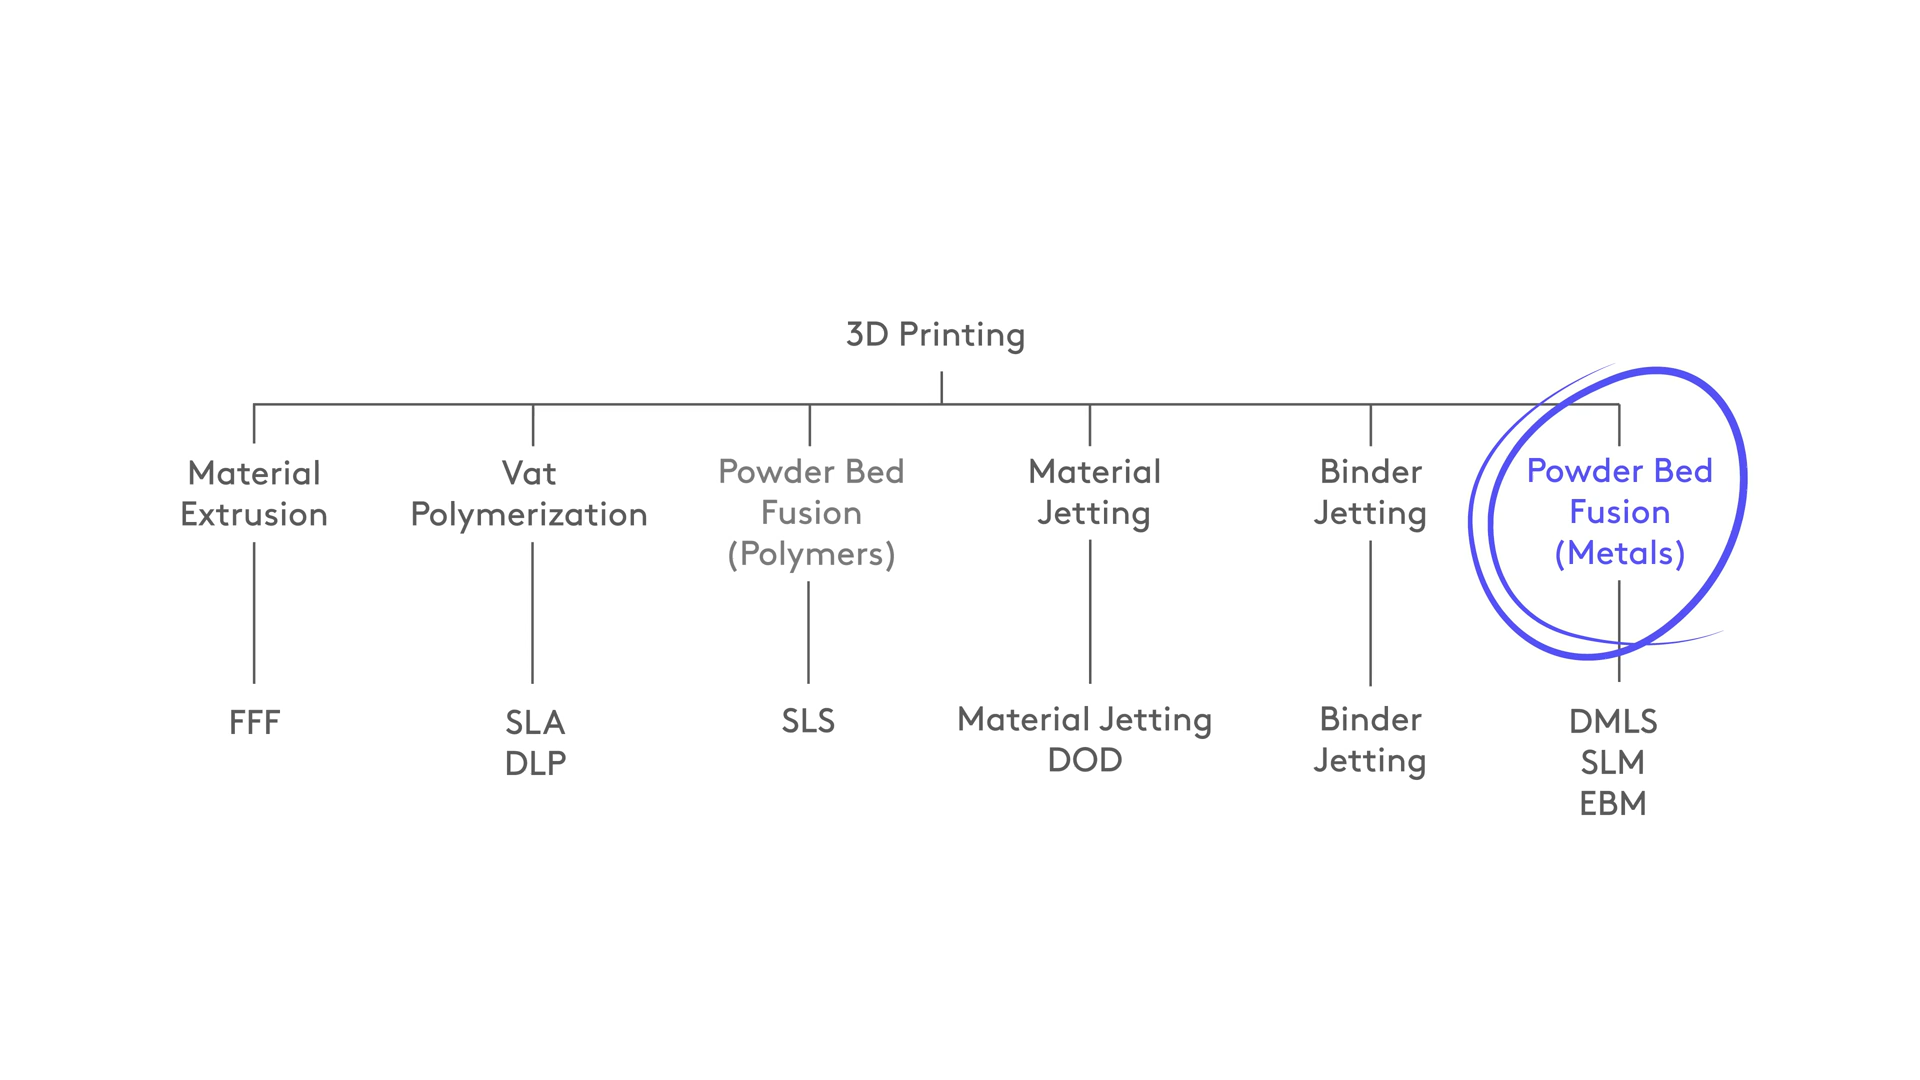 3D Printing
Material
Extrusion
Vat
Polymerization
Powder Bed
Fusion
(Polymers)
Material
Jetting
Binder
Jetting
Powder Bed
Fusion
(Metals)
FFF
SLA
DLP
SLS
Material Jetting
DOD
Binder
Jetting
DMLS
SLM
EBM